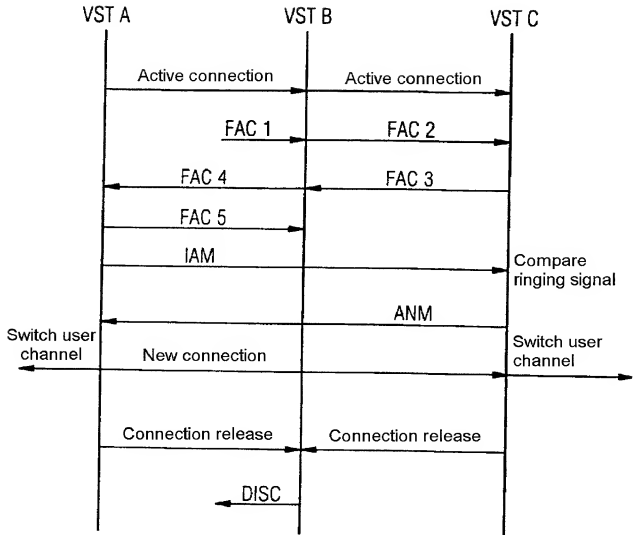 VST A
VST B
VST C
Active connection
Active connection
FAC 1
FAC 2
FAC 4
FAC 3
FAC 5
IAM
Compare
ringing signal
ANM
Switch user
channel
Switch user
channel
New connection
Connection release
Connection release
DISC